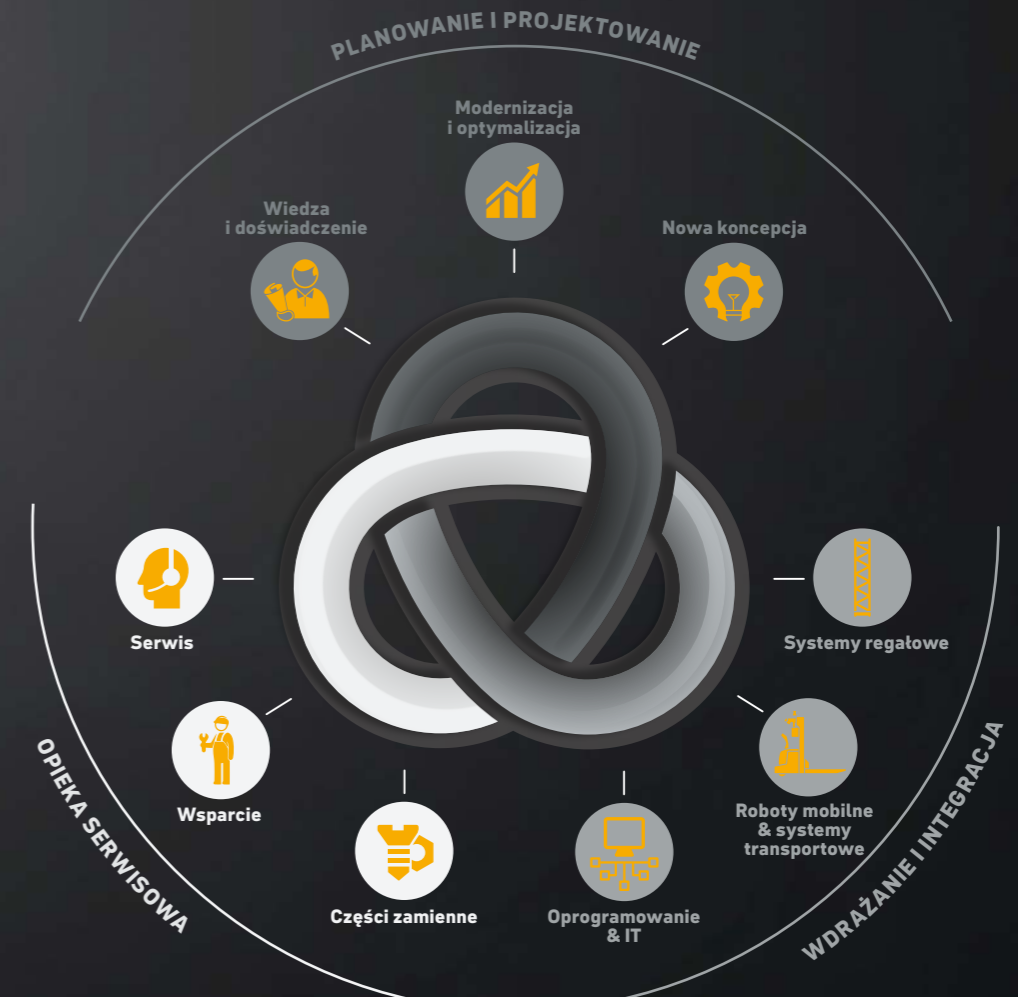 PLANOWANIE I PROJEKTOWANIE
Modernizacja
i optymalizacja
Wiedza
i doświadczenie
Nowa koncepcja
Serwis
Systemy regałowe
Wsparcie
Roboty mobilne
& systemy
transportowe
Części zamienne
Oprogramowanie
& IT
OPIEKA SERWISOWA
WDRAŻANIE I INTEGRACJA